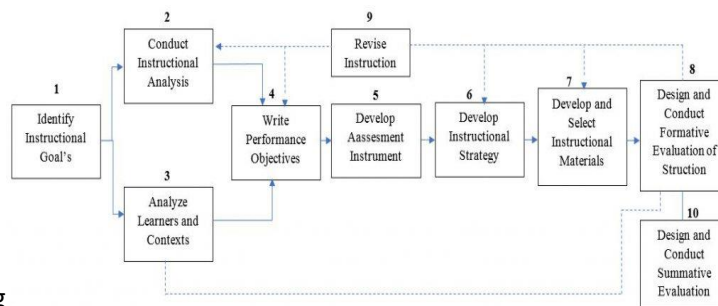 1
Identify
Instructional
Goal's
2
Conduct
Instructional
Analysis
3
Analyze
Learners and
Contexts
4
Write
Performance
Objectives
5
Develop
Aassesment
Instrument
6
Develop
Instructional
Strategy
7
Develop and
Select
Instructional
Materials
8
Design and
Conduct
Formative
Evaluation of
Struction
9
Revise
Instruction
10
Design and
Conduct
Summative
Evaluation
g